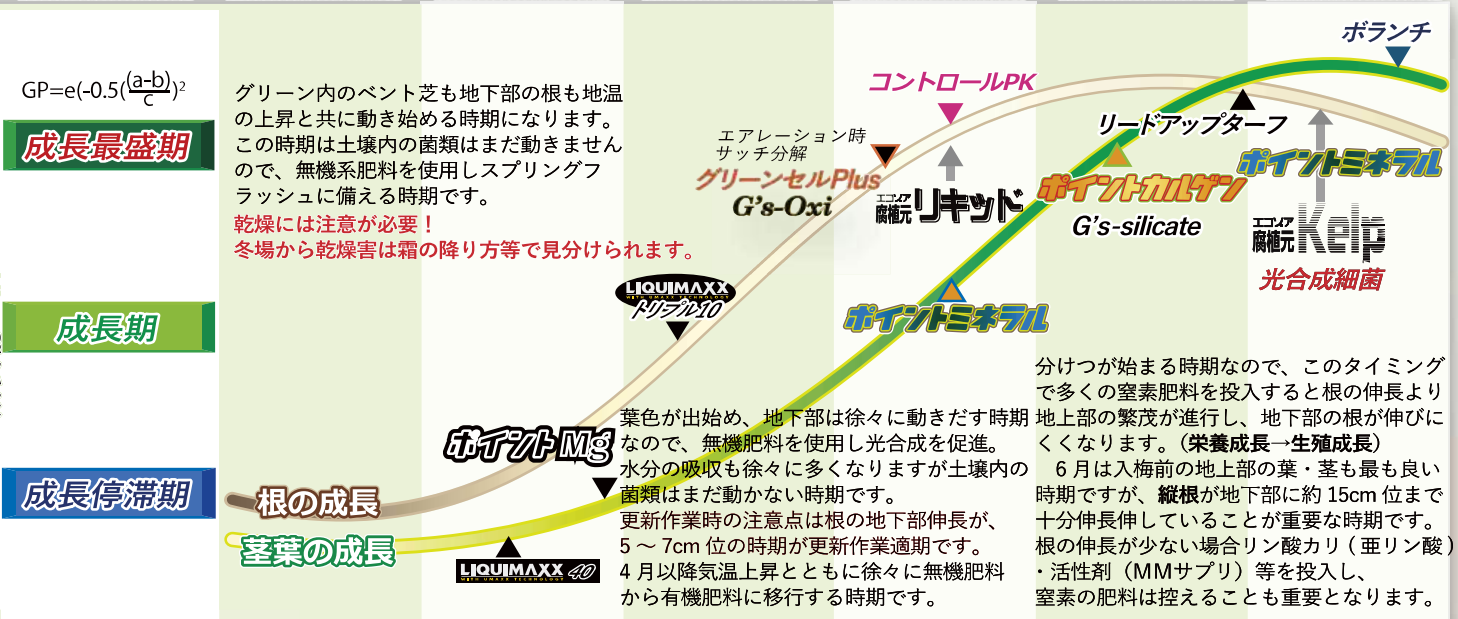 GP=e(-0.5((a-b)/c)²
成長最盛期
成長期
成長停滞期
グリーン内のベント芝も地下部の根も地温
の上昇と共に動き始める時期になります。
この時期は土壌内の菌類はまだ動きません
ので、無機系肥料を使用しスプリングフ
ラッシュに備える時期です。
乾燥には注意が必要！
冬場から乾燥害は霜の降り方等で見分けられます。
根の成長
茎葉の成長
LIQUIMAXX 40
WITH UMAXX TECHNOLOGY
ポイントMg
LIQUIMAXX
WITH UMAXX TECHNOLOGY
トリプル10
エアレーション時
サッチ分解
グリーンセルPlus
G's-Oxi
コントロールPK
エコソイア
腐植元リキッド
ポイントミネラル
ボランチ
リードアップターフ
ポイントカルゲン
G's-silicate
ポイントミネラル
エコソイア
腐植元Kelp
光合成細菌
葉色が出始め、地下部は徐々に動きだす時期
なので、無機肥料を使用し光合成を促進。
水分の吸収も徐々に多くなりますが土壌内の
菌類はまだ動かない時期です。
更新作業時の注意点は根の地下部伸長が、
5 ～ 7cm 位の時期が更新作業適期です。
4 月以降気温上昇とともに徐々に無機肥料
から有機肥料に移行する時期です。
分けつが始まる時期なので、このタイミング
で多くの窒素肥料を投入すると根の伸長より
地上部の繁茂が進行し、地下部の根が伸びに
くくなります。（栄養成長→生殖成長）
６月は入梅前の地上部の葉・茎も最も良い
時期ですが、縦根が地下部に約 15cm 位まで
十分伸長伸していることが重要な時期です。
根の伸長が少ない場合リン酸カリ ( 亜リン酸 )
・活性剤（MMサプリ）等を投入し、
窒素の肥料は控えることも重要となります。